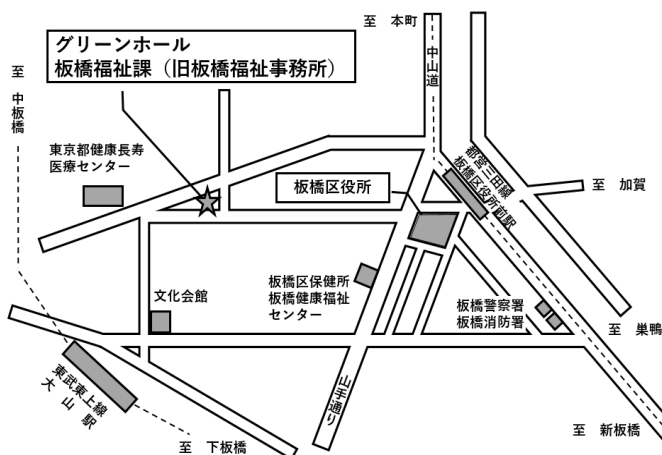 至　本町
グリーンホール
板橋福祉課（旧板橋福祉事務所）
中山道
至　中板橋
東京都健康長寿
医療センター
都営三田線
板橋区役所前駅
板橋区役所
至　加賀
板橋区保健所
板橋健康福祉
センター
文化会館
板橋警察署
板橋消防署
至　巣鴨
東武東上線
大山駅
山手通り
至　新板橋
至　下板橋